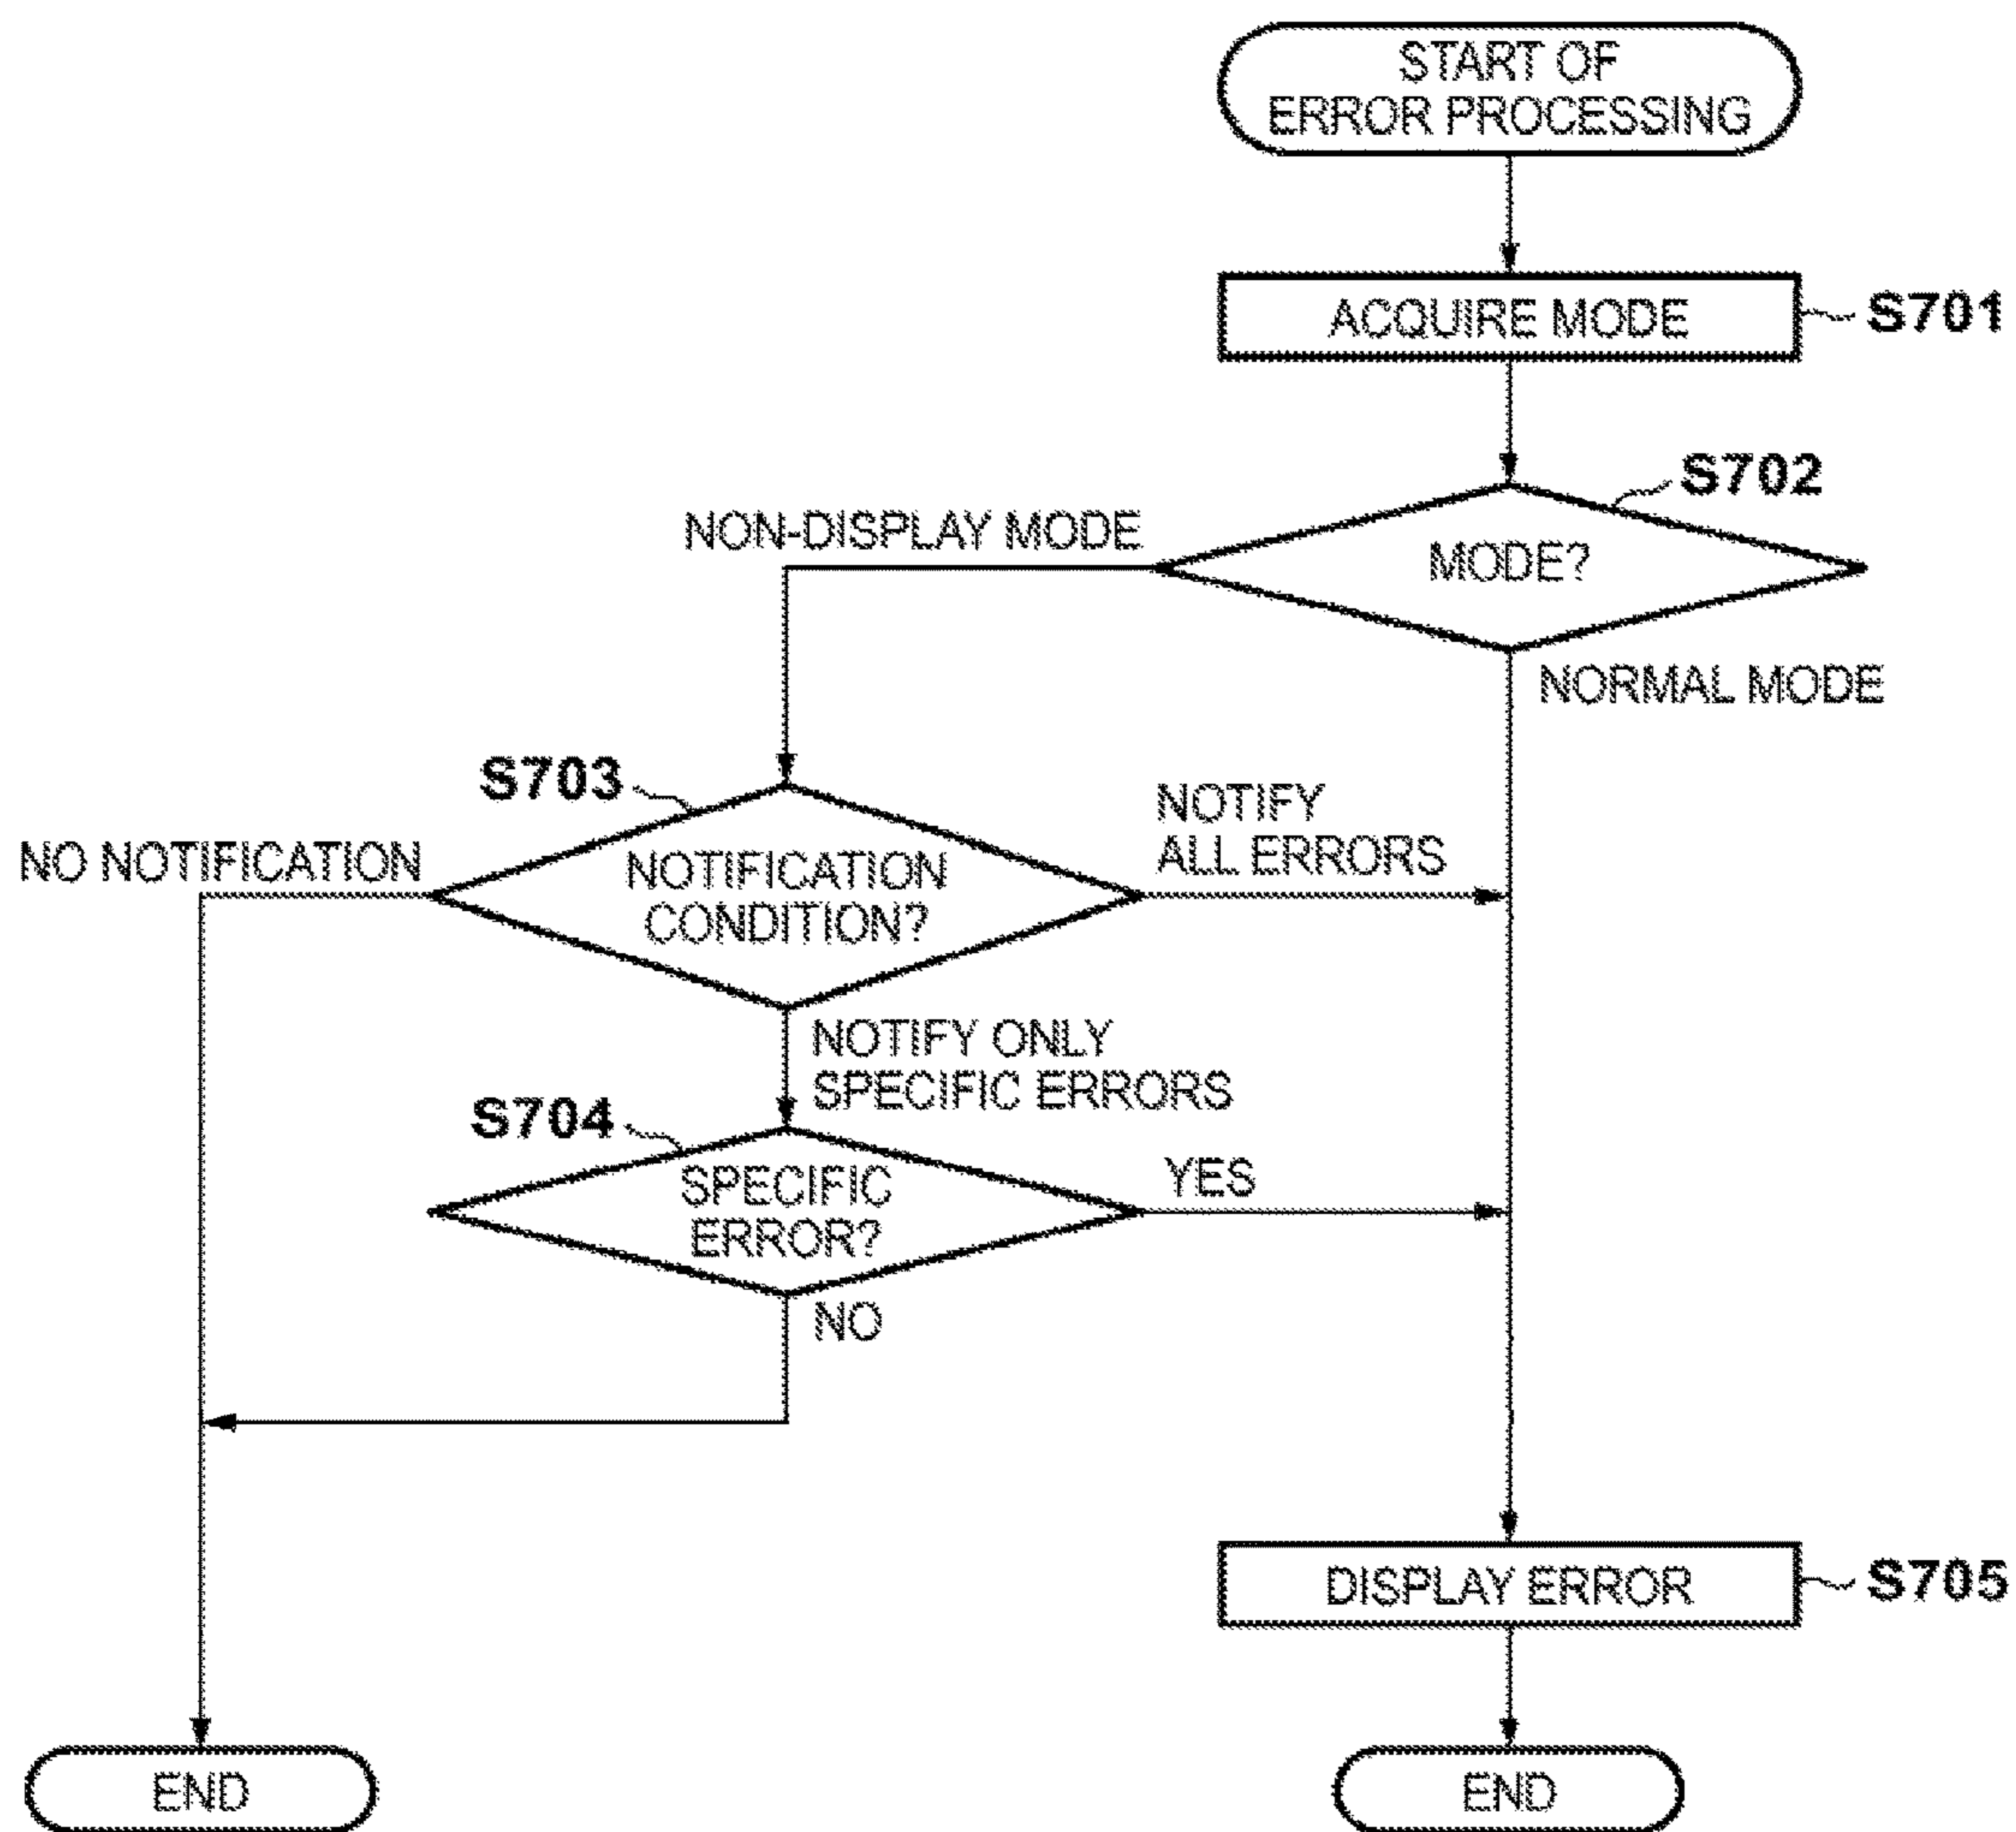 START OF
ERROR PROCESSING
ACQUIRE MODE
S701
S702
NON-DISPLAY MODE
MODE?
NORMAL MODE
S703
NO NOTIFICATION
NOTIFICATION
CONDITION?
NOTIFY
ALL ERRORS
NOTIFY ONLY
SPECIFIC ERRORS
S704
SPECIFIC
ERROR?
YES
NO
DISPLAY ERROR
S705
END
END